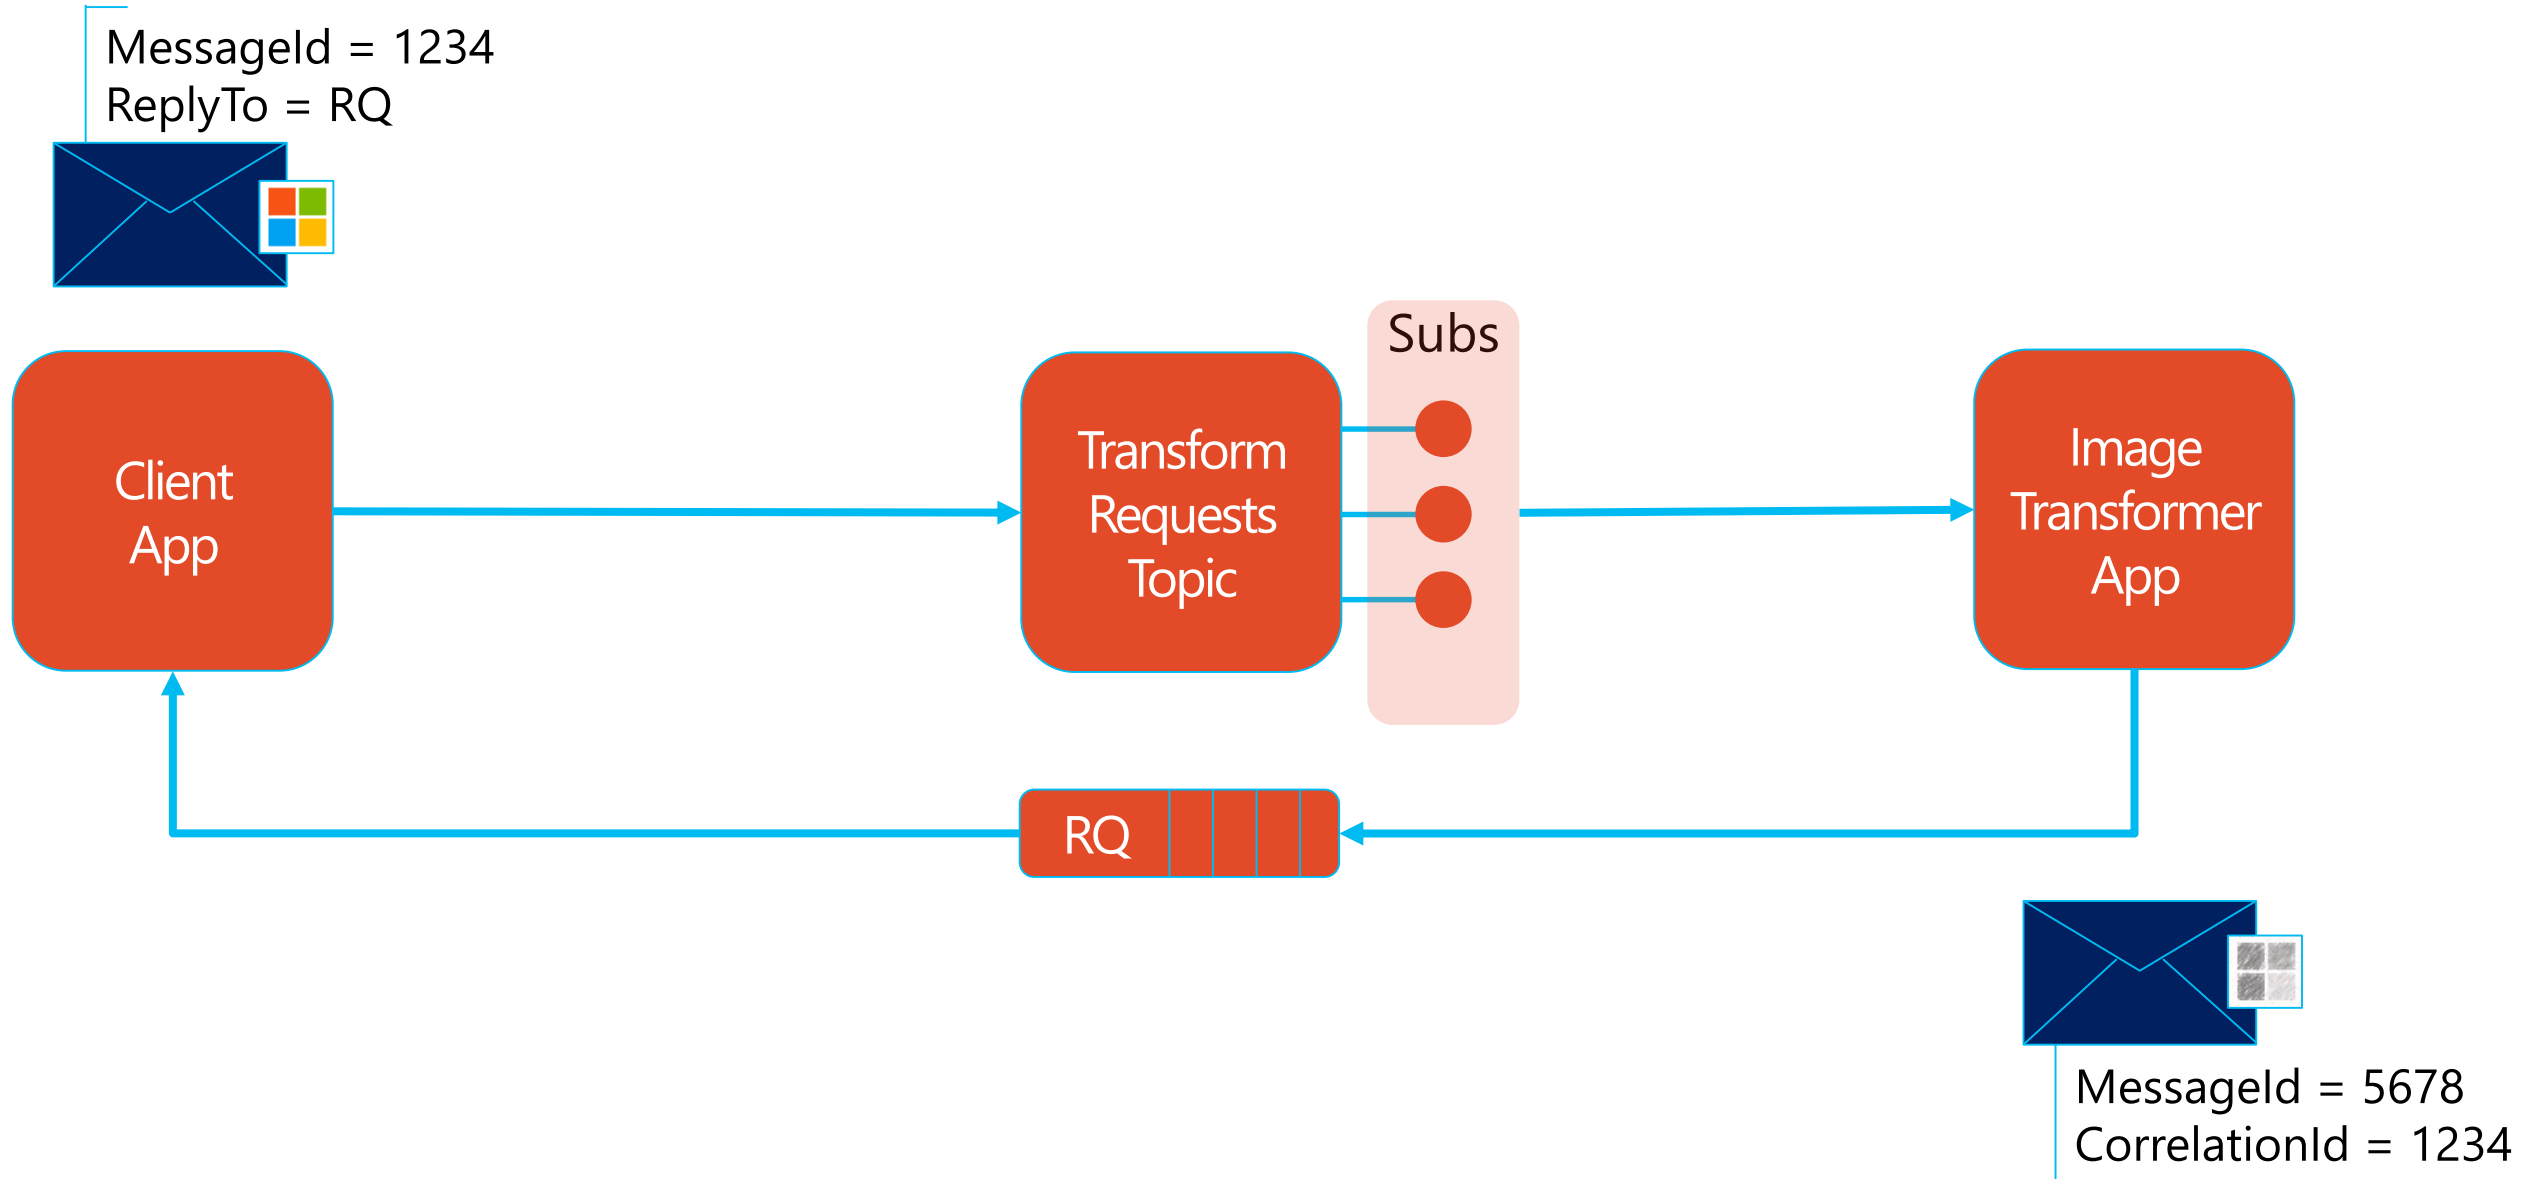 MessageId = 1234
ReplyTo = RQ
Client
App
Transform
Requests
Topic
Subs
Image
Transformer
App
RQ
MessageId = 5678
CorrelationId = 1234